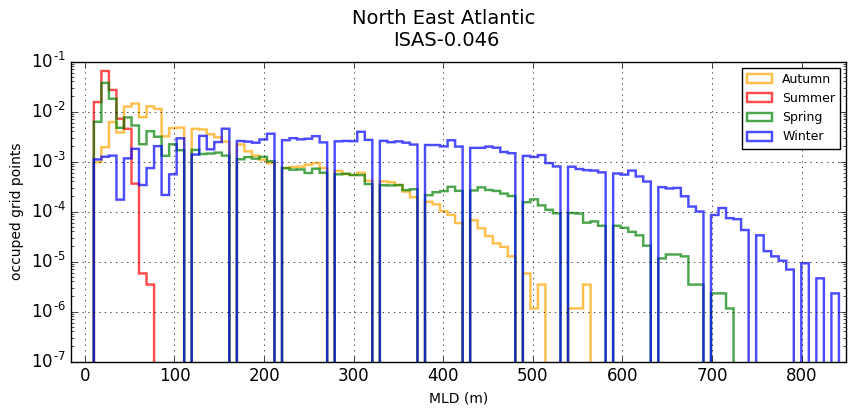 North East Atlantic
ISAS-0.046
10^-1
10^-2
10^-3
10^-4
10^-5
10^-6
10^-7
occuped grid points
Autumn
Summer
Spring
Winter
0 100 200 300 400 500 600 700 800
MLD (m)